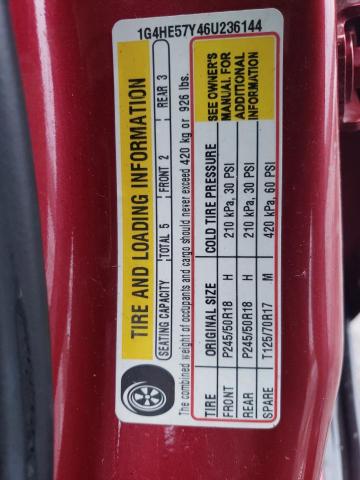 1G4HE57Y46U236144
TIRE AND LOADING INFORMATION
SEATING CAPACITY TOTAL 5 FRONT 2 REAR 3
The combined weight of occupants and cargo should never exceed 420 kg or 926 lbs.
TIRE ORIGINAL SIZE COLD TIRE PRESSURE
FRONT P245/50R18 H 210 kPa, 30 PSI
REAR P245/50R18 H 210 kPa, 30 PSI
SPARE T125/70R17 M 420 kPa, 60 PSI
SEE OWNER'S
MANUAL FOR
ADDITIONAL
INFORMATION